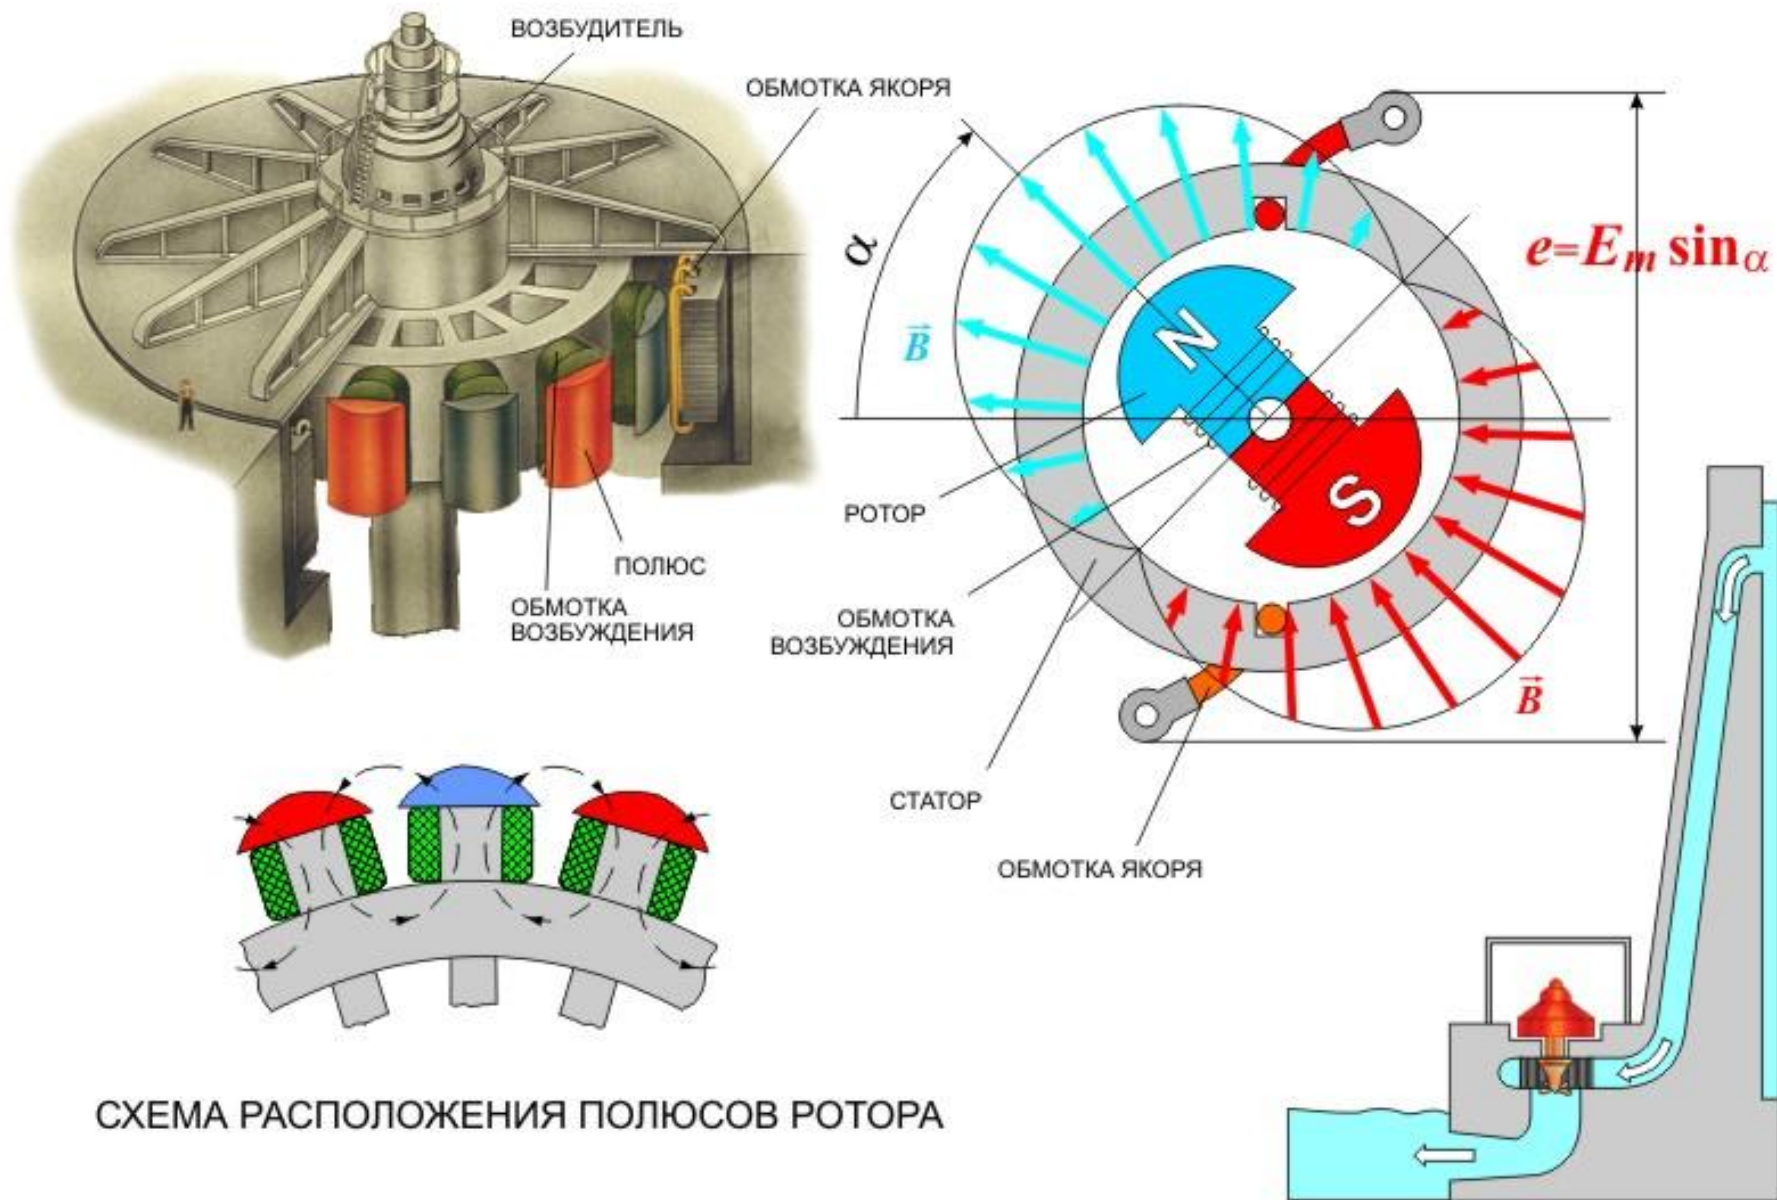 ВОЗБУДИТЕЛЬ
ОБМОТКА ЯКОРЯ
ПОЛЮС
ОБМОТКА
ВОЗБУЖДЕНИЯ
α
B
N
S
e=Em sinα
B
РОТОР
ОБМОТКА
ВОЗБУЖДЕНИЯ
СТАТОР
ОБМОТКА ЯКОРЯ
СХЕМА РАСПОЛОЖЕНИЯ ПОЛЮСОВ РОТОРА